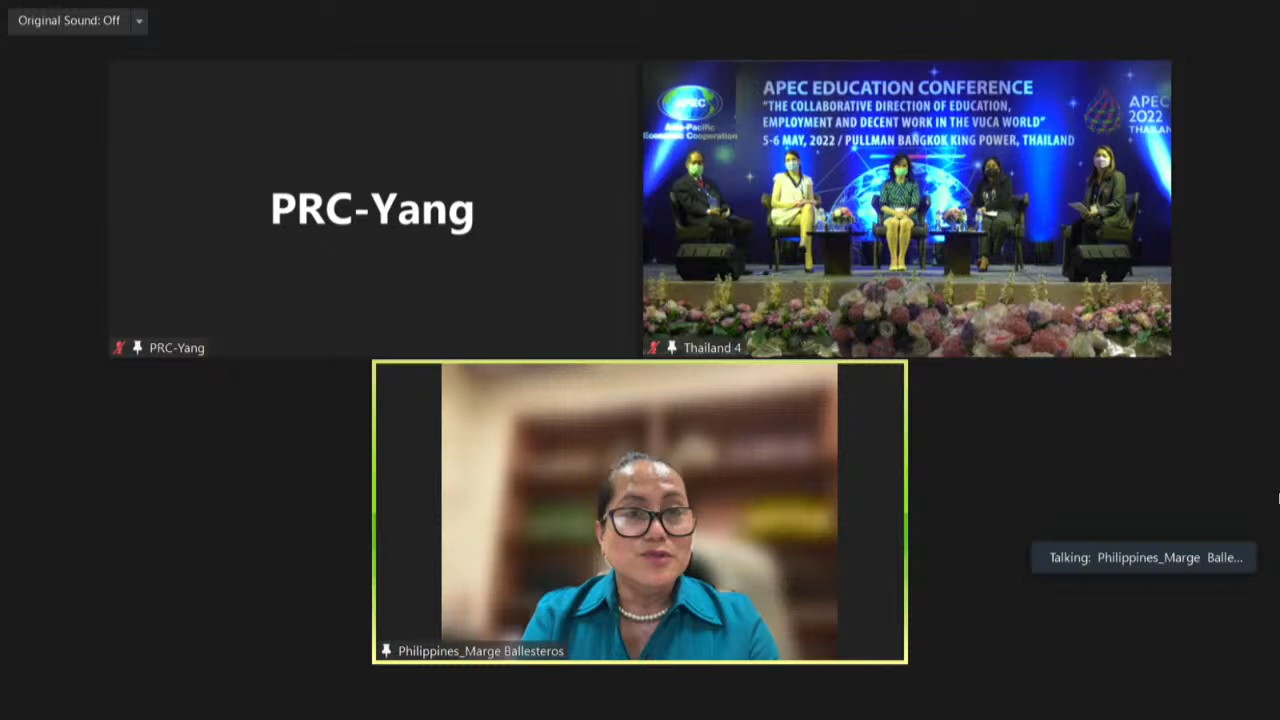 Original Sound: Off
PRC-Yang
PRC-Yang
APEC
Asia-Pacific
Economic Cooperation
APEC EDUCATION CONFERENCE
"THE COLLABORATIVE DIRECTION OF EDUCATION,
EMPLOYMENT AND DECENT WORK IN THE VUCA WORLD"
5-6 MAY, 2022 / PULLMAN BANGKOK KING POWER, THAILAND
APEC
2022
THAILAN
Thailand 4
Philippines_Marge Ballesteros
Talking: Philippines_Marge Balle...